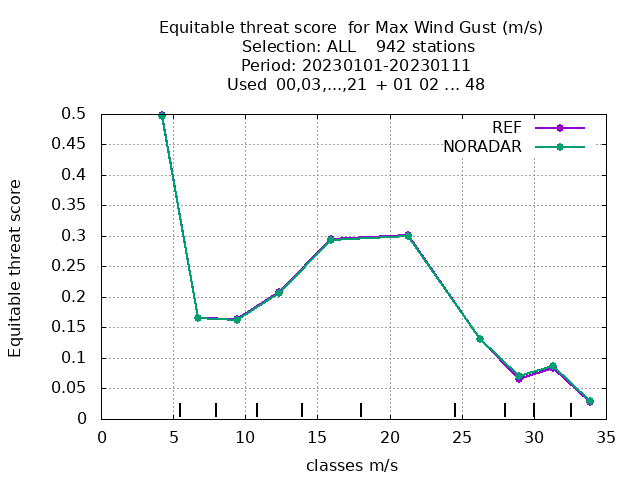 Equitable threat score  for Max Wind Gust (m/s)
Selection: ALL    942 stations
Period: 20230101-20230111
Used  00,03,...,21  + 01 02 ... 48
REF
NORADAR
Equitable threat score
0.5
0.45
0.4
0.35
0.3
0.25
0.2
0.15
0.1
0.05
0
0 5 10 15 20 25 30 35
classes m/s